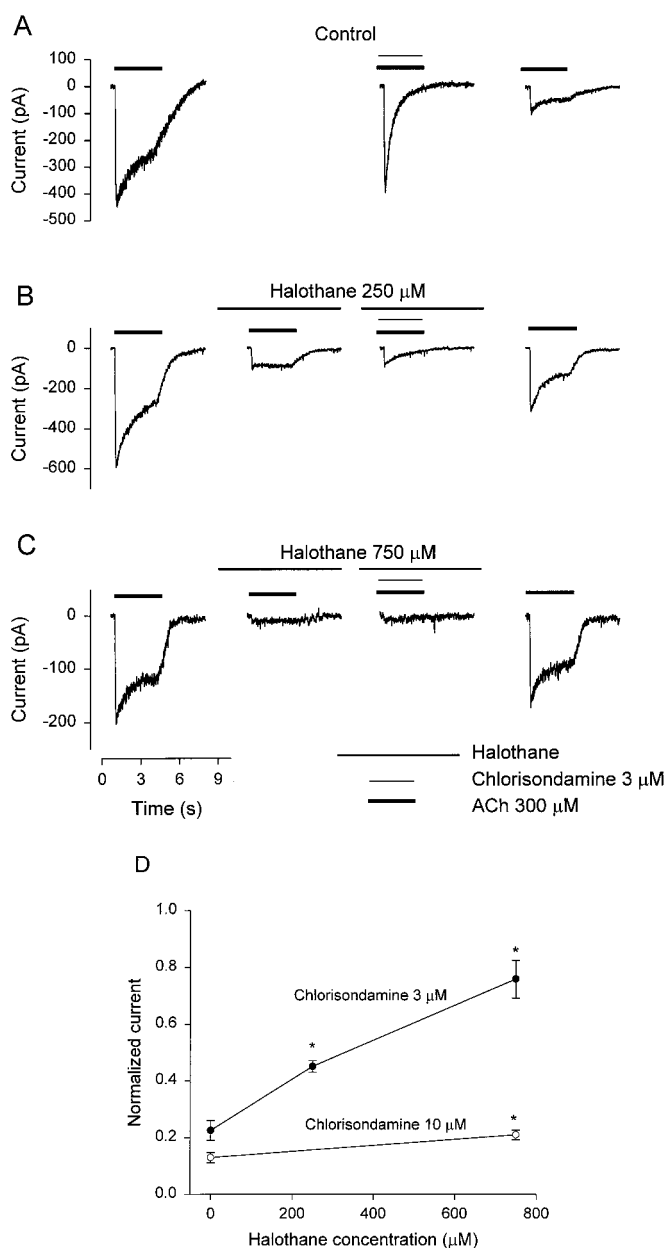 A
Control
100
0
-100
-200
-300
-400
-500
Current (pA)
B
Halothane 250 µM
0
-200
-400
-600
Current (pA)
C
Halothane 750 µM
0
-100
-200
Current (pA)
0 3 6 9
Time (s)
Halothane
Chlorisondamine 3 µM
ACh 300 µM
D
1.0
0.8
0.6
0.4
0.2
0.0
Normalized current
*
Chlorisondamine 3 µM
*
Chlorisondamine 10 µM
*
0 200 400 600 800
Halothane concentration (µM)